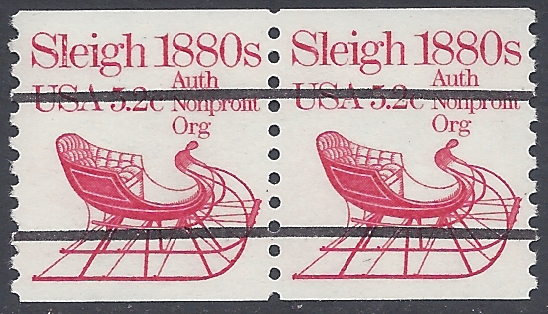 Sleigh 1880s
USA 5.2c
Auth
Nonprofit
Org
Sleigh 1880s
USA 5.2c
Auth
Nonprofit
Org